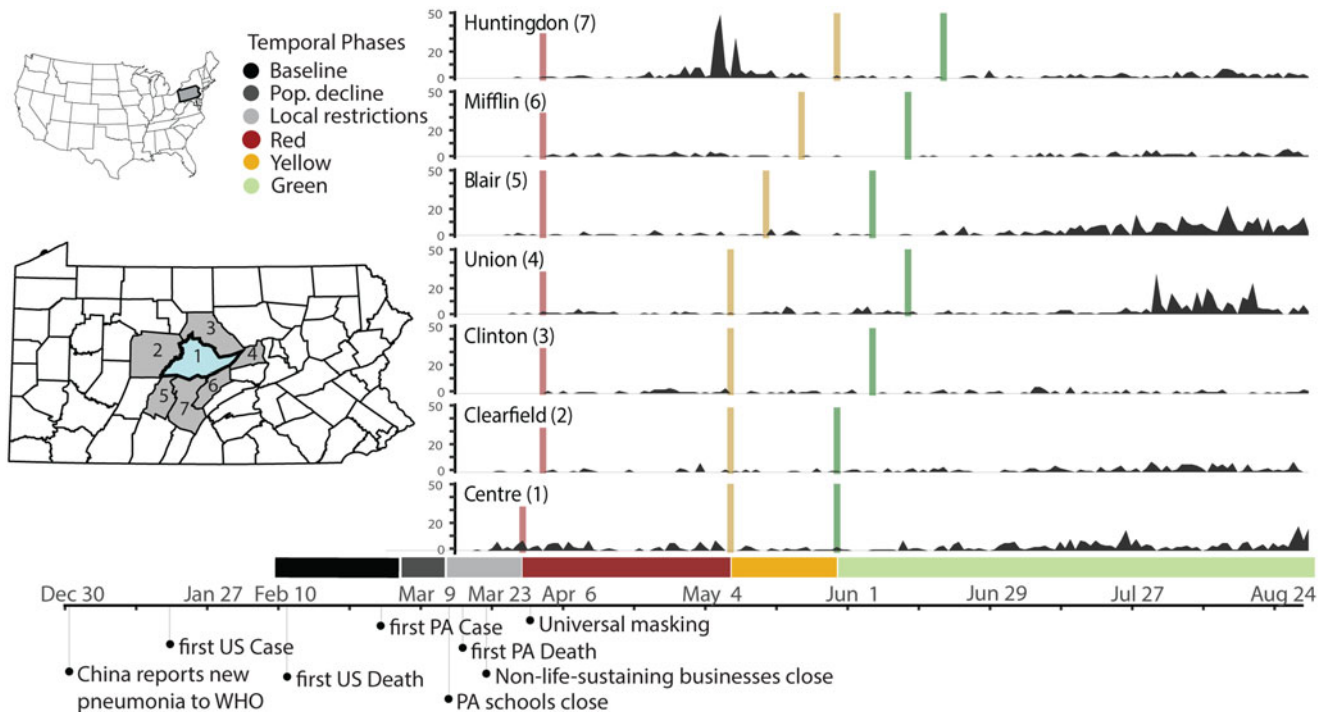 Temporal Phases
Baseline
Pop. decline
Local restrictions
Red
Yellow
Green
3
2
1
4
6
5
7
50
20
0
Huntingdon (7)
50
20
0
Mifflin (6)
50
20
0
Blair (5)
50
20
0
Union (4)
50
20
0
Clinton (3)
50
20
0
Clearfield (2)
50
20
0
Centre (1)
Dec 30 Jan 27 Feb 10 Mar 9 Mar 23 Apr 6 May 4 Jun 1 Jun 29 Jul 27 Aug 24
first PA Case
Universal masking
first US Case
first PA Death
China reports new
pneumonia to WHO
first US Death
Non-life-sustaining businesses close
PA schools close